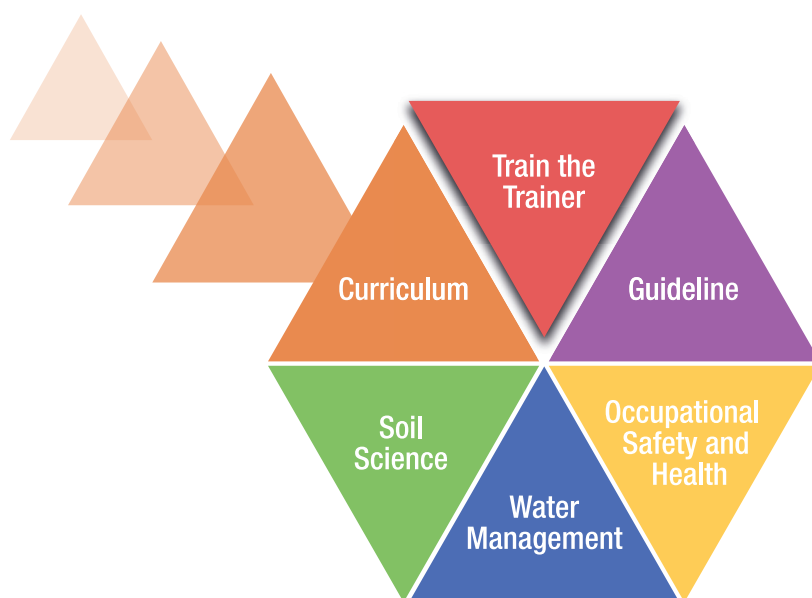 Train the
Trainer
Curriculum
Guideline
Soil
Science
Occupational
Safety and
Health
Water
Management